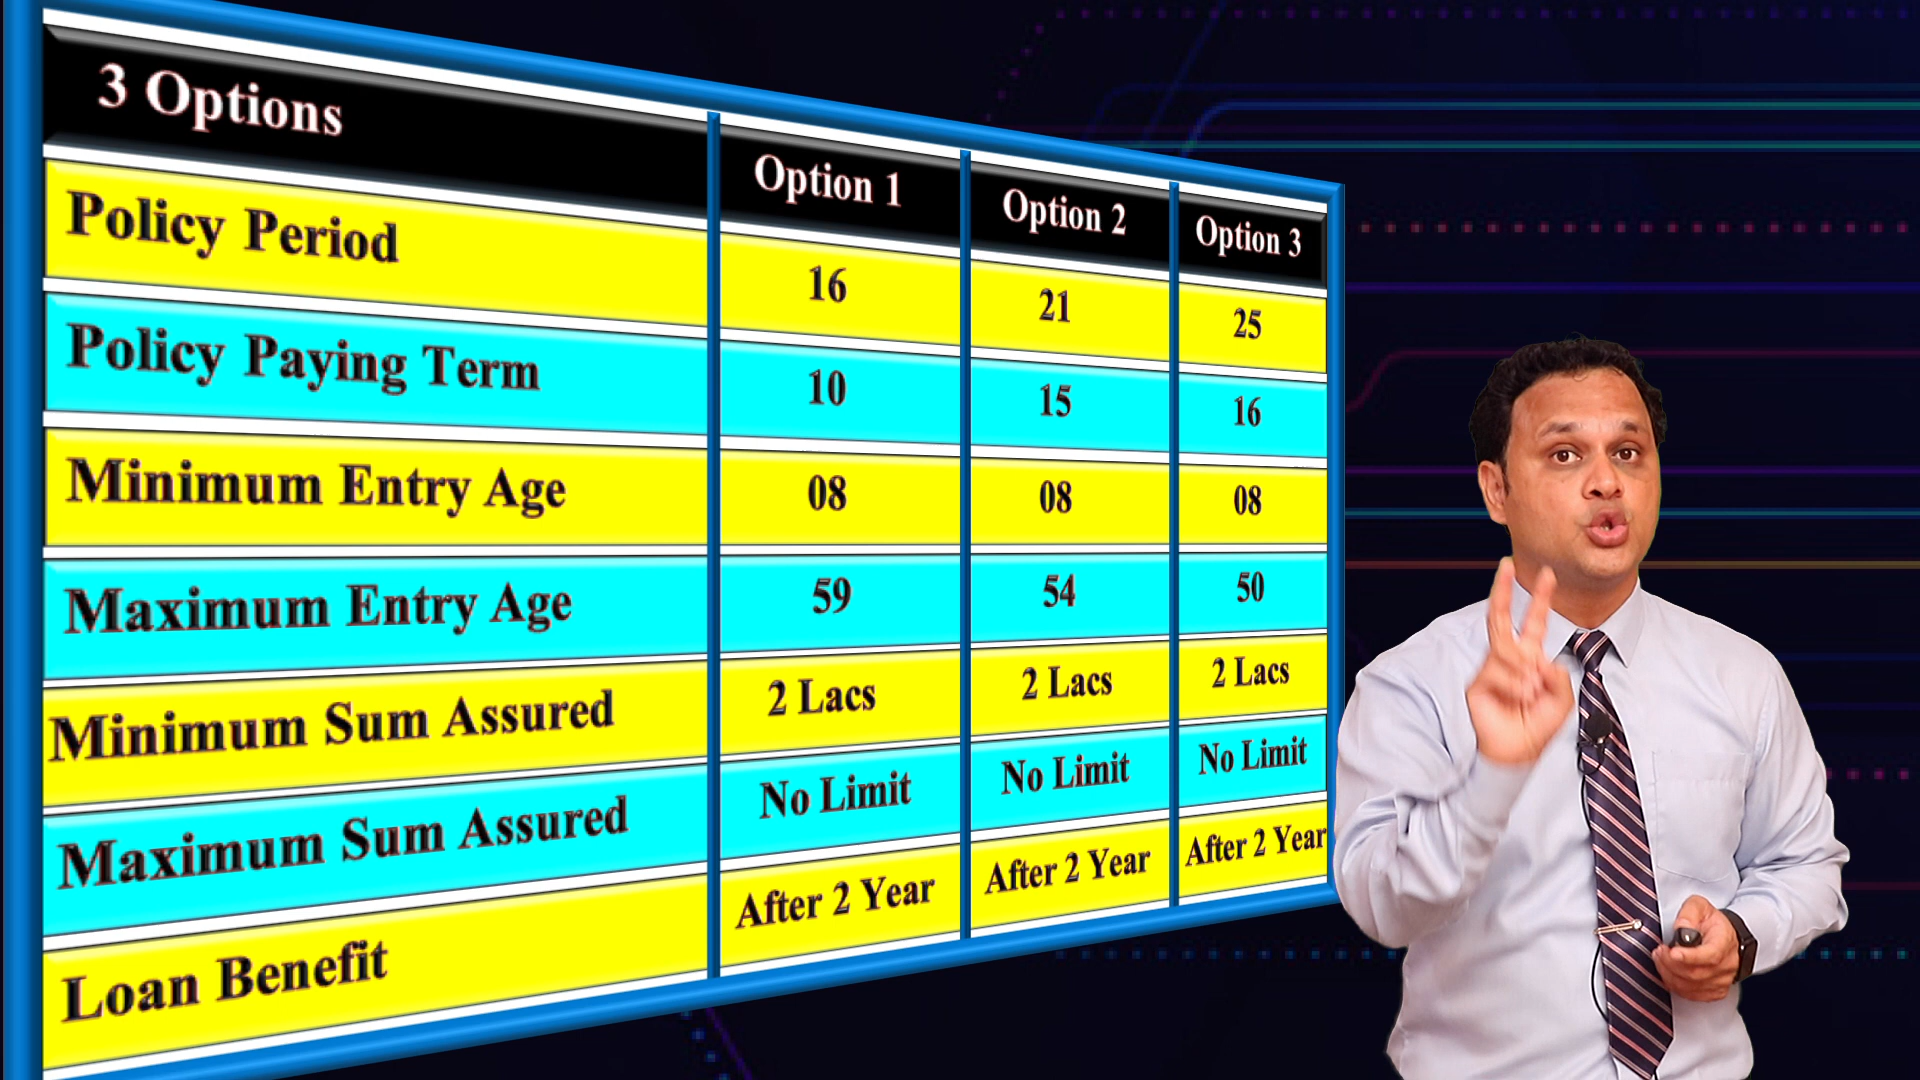 3 Options Option 1 Option 2 Option 3
Policy Period 16 21 25
Policy Paying Term 10 15 16
Minimum Entry Age 08 08 08
Maximum Entry Age 59 54 50
Minimum Sum Assured 2 Lacs 2 Lacs 2 Lacs
Maximum Sum Assured No Limit No Limit No Limit
Loan Benefit After 2 Year After 2 Year After 2 Year